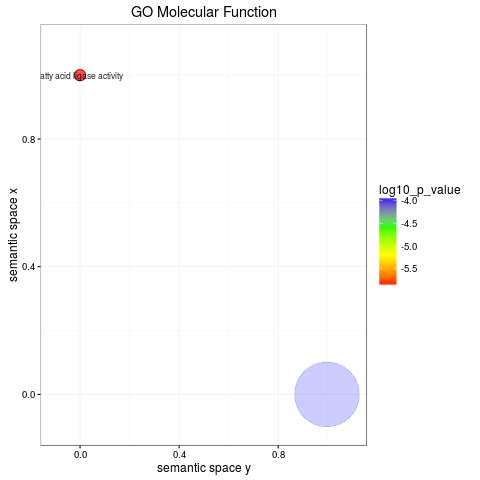 GO Molecular Function
atty acid ligase activity
0.8
0.4
0.0
semantic space x
0.0
0.4
0.8
semantic space y
log10_p_value
-4.0
-4.5
-5.0
-5.5